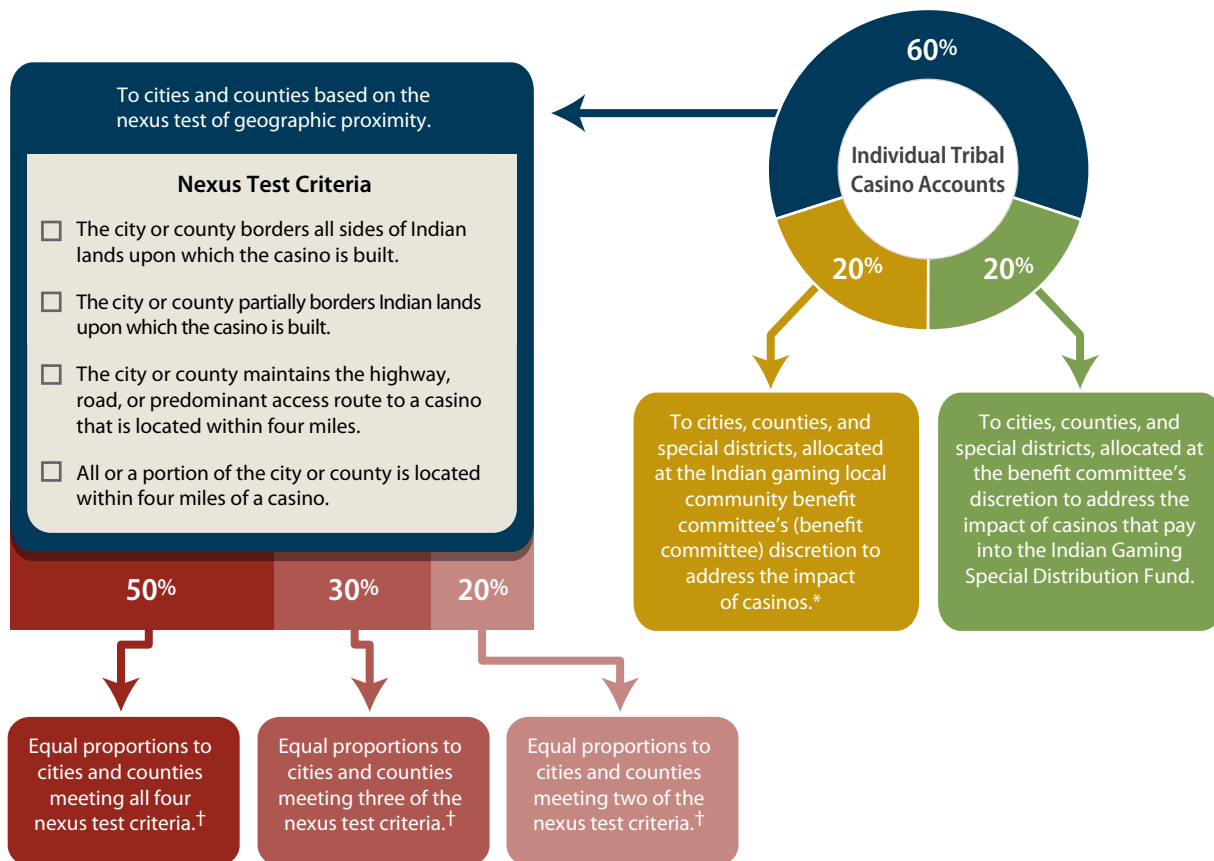 60%
Individual Tribal
Casino Accounts
20%
20%
To cities and counties based on the
nexus test of geographic proximity.
Nexus Test Criteria
The city or county borders all sides of Indian
lands upon which the casino is built.
The city or county partially borders Indian lands
upon which the casino is built.
The city or county maintains the highway,
road, or predominant access route to a casino
that is located within four miles.
All or a portion of the city or county is located
within four miles of a casino.
50%
30%
20%
To cities, counties, and
special districts, allocated
at the Indian gaming local
community benefit
committee's (benefit
committee) discretion to
address the impact
of casinos.*
To cities, counties, and
special districts, allocated at
the benefit committee's
discretion to address the
impact of casinos that pay
into the Indian Gaming
Special Distribution Fund.
Equal proportions to
cities and counties
meeting all four
nexus test criteria.†
Equal proportions to
cities and counties
meeting three of the
nexus test criteria.†
Equal proportions to
cities and counties
meeting two of the
nexus test criteria.†